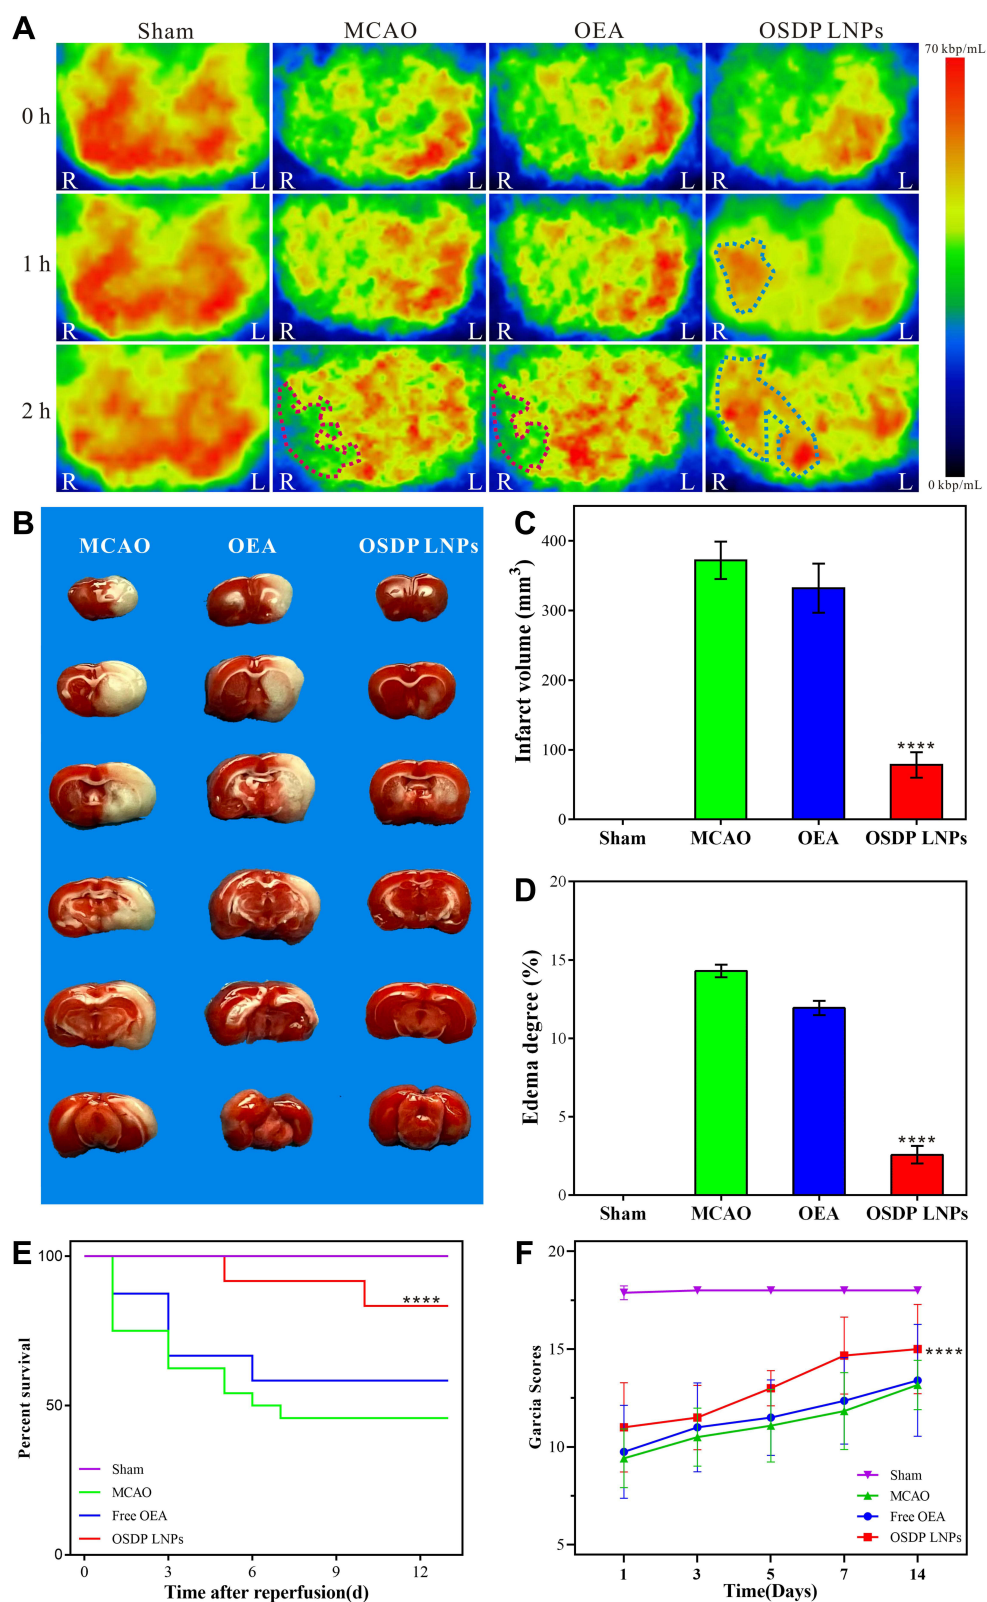 A
Sham MCAO OEA OSDP LNPs
70 kbp/mL
0 h
R L R L R L R L
1 h
R L R L R L R L
2 h
R L R L R L R L
0 kbp/mL
B
MCAO OEA OSDP LNPs
C
Infarct volume (mm³)
400
300
200
100
0
****
Sham MCAO OEA OSDP LNPs
D
Edema degree (%)
20
15
10
5
0
****
Sham MCAO OEA OSDP LNPs
E
Percent survival
100
50
0
****
Sham
MCAO
Free OEA
OSDP LNPs
0 3 6 9 12
Time after reperfusion(d)
F
Garcia Scores
20
15
10
5
****
Sham
MCAO
Free OEA
OSDP LNPs
1 3 5 7 14
Time(Days)